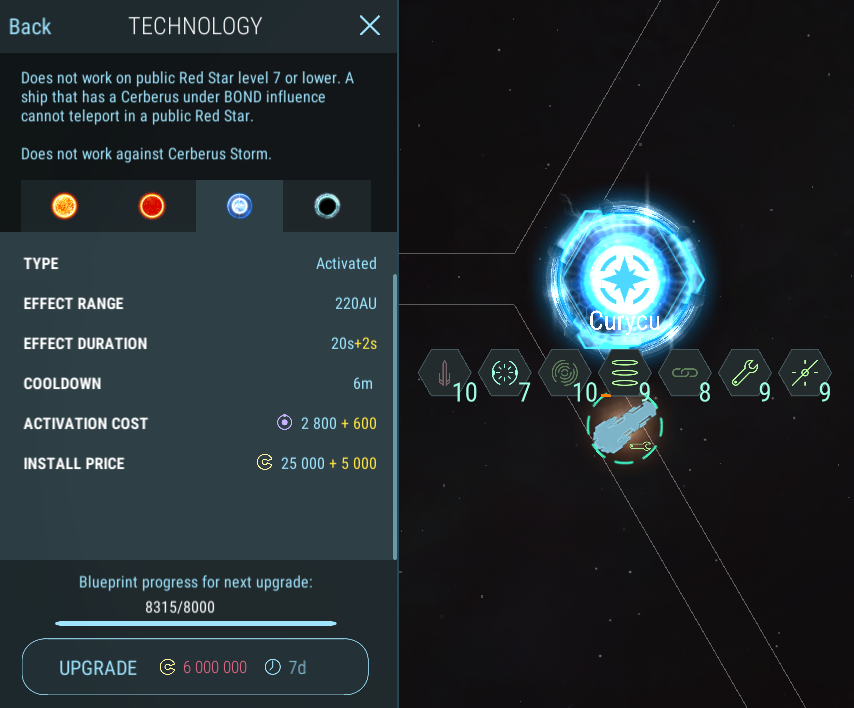 Back TECHNOLOGY
Does not work on public Red Star level 7 or lower. A
ship that has a Cerberus under BOND influence
cannot teleport in a public Red Star.
Does not work against Cerberus Storm.
TYPE Activated
EFFECT RANGE 220AU
EFFECT DURATION 20s+2s
COOLDOWN 6m
ACTIVATION COST 2 800 + 600
INSTALL PRICE 25 000 + 5 000
Blueprint progress for next upgrade:
8315/8000
UPGRADE 6 000 000 7d
Curycu
10 7 10 9 8 9 9